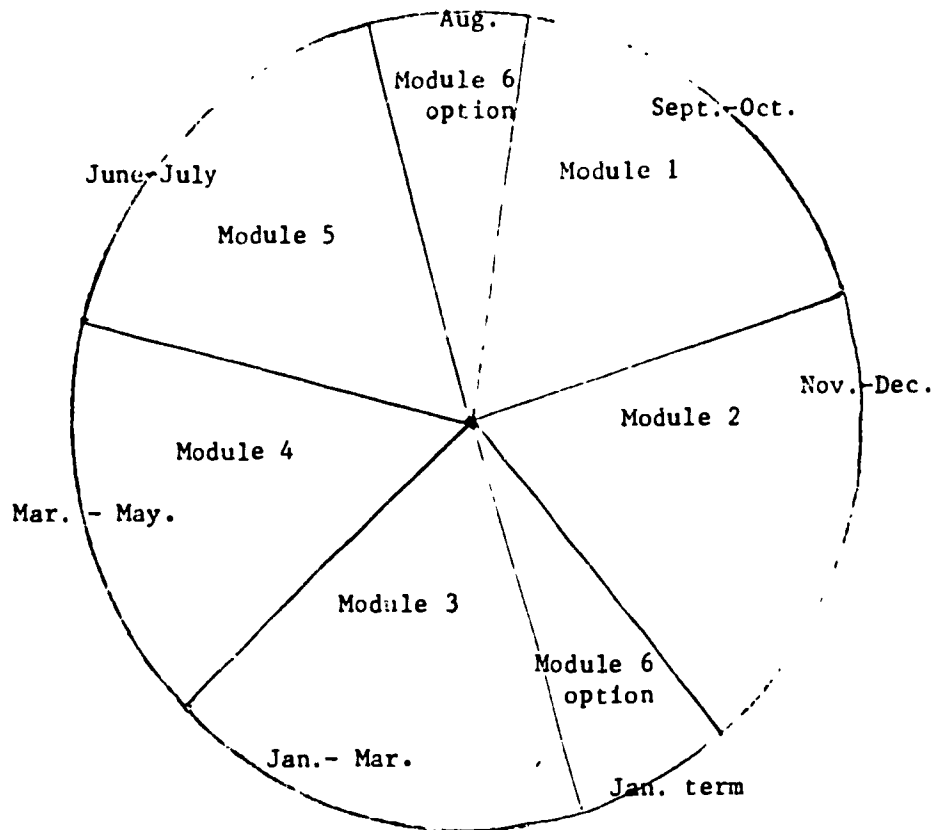 Aug.
Module 6
option
Sept.-Oct.
Module 1
June-July
Module 5
Nov.-Dec.
Module 2
Module 4
Mar. - May.
Module 3
Module 6
option
Jan.- Mar.
Jan. term